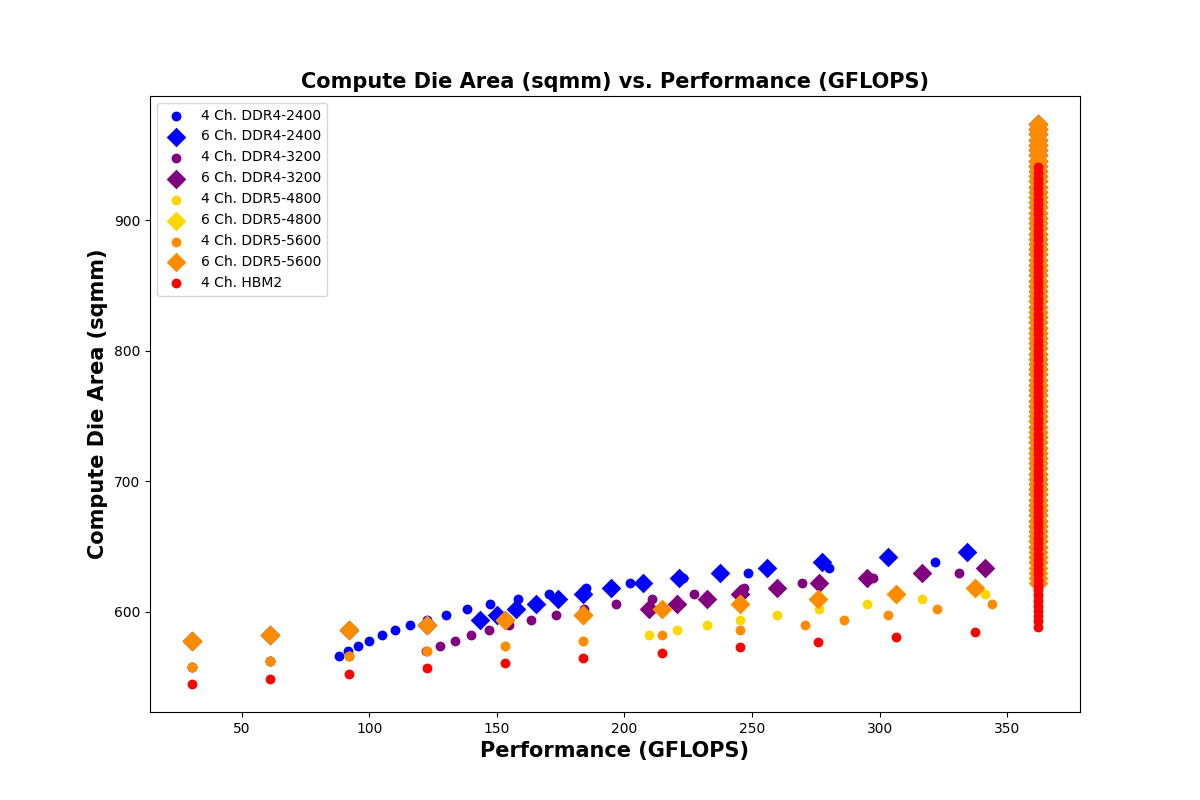 Compute Die Area (sqmm) vs. Performance (GFLOPS)
4 Ch. DDR4-2400
6 Ch. DDR4-2400
4 Ch. DDR4-3200
6 Ch. DDR4-3200
4 Ch. DDR5-4800
6 Ch. DDR5-4800
4 Ch. DDR5-5600
6 Ch. DDR5-5600
4 Ch. HBM2
Compute Die Area (sqmm)
900
800
700
600
50 100 150 200 250 300 350
Performance (GFLOPS)